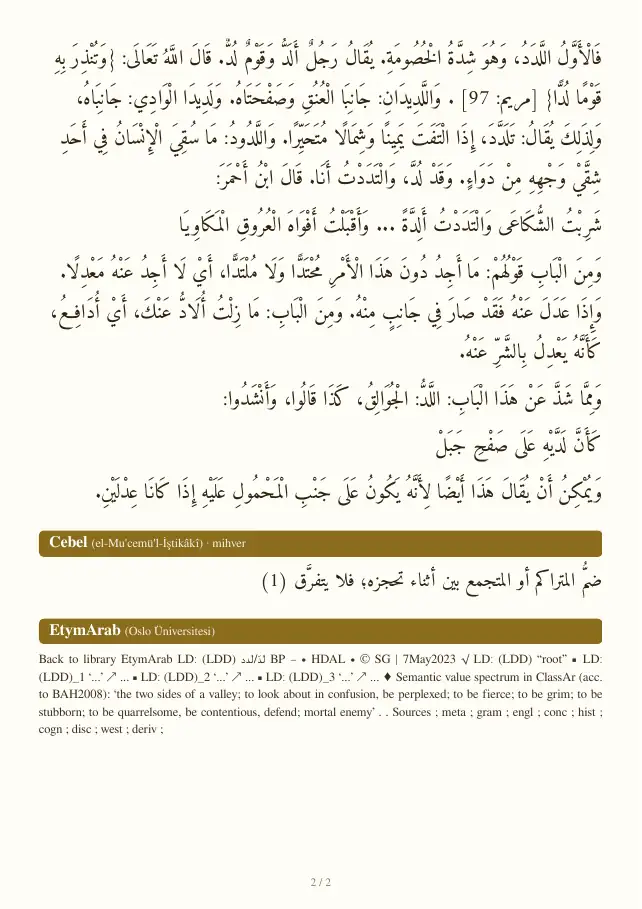 فَالْأَوَّلُ اللَّدَدُ، وَهُوَ شِدَّةُ الْخُصُومَةِ. يُقَالُ رَجُلٌ أَلَدُّ وَقَوْمٌ لُدٌّ. قَالَ اللَّهُ تَعَالَى: {وَتُنْذِرَ بِهِ
قَوْمًا لُدًّا} [مريم: 97] . وَاللَّدِيدَانِ: جَانِبَا الْعُنُقِ وَصَفْحَتَاهُ. وَلَدِيدَا الْوَادِي: جَانِبَاهُ،
وَلِذَلِكَ يُقَالُ: تَلَدَّدَ، إِذَا الْتَفَتَ يَمِينًا وَشِمَالًا مُتَحَيِّرًا. وَاللَّدُودُ: مَا سُقِيَ الْإِنْسَانُ فِي أَحَدِ
شِقَّيْ وَجْهِهِ مِنْ دَوَاءٍ. وَقَدْ لُدَّ، وَالْتَدَدْتُ أَنَا. قَالَ ابْنُ أَحْمَرَ:
شَرِبْتُ الشُّكَاعَى وَالْتَدَدْتُ أَلِدَّةً ... وَأَقْبَلْتُ أَفْوَاهَ الْعُرُوقِ الْمَكَاوِيَا
وَمِنَ الْبَابِ قَوْلُهُمْ: مَا أَجِدُ دُونَ هَذَا الْأَمْرِ مُحْتَدًّا وَلَا مُلْتَدًّا، أَيْ لَا أَجِدُ عَنْهُ مَعْدِلًا.
وَإِذَا عَدَلَ عَنْهُ فَقَدْ صَارَ فِي جَانِبٍ مِنْهُ. وَمِنَ الْبَابِ: مَا زِلْتُ أُلَادُّ عَنْكَ، أَيْ أُدَافِعُ،
كَأَنَّهُ يَعْدِلُ بِالشَّرِّ عَنْهُ.
وَمِمَّا شَذَّ عَنْ هَذَا الْبَابِ: اللَّدُّ: الْجُوَالِقُ، كَذَا قَالُوا، وَأَنْشَدُوا:
كَأَنَّ لَدَّيْهِ عَلَى صَفْحِ جَبَلْ
وَيُمْكِنُ أَنْ يُقَالَ هَذَا أَيْضًا لِأَنَّهُ يَكُونُ عَلَى جَنْبِ الْمَحْمُولِ عَلَيْهِ إِذَا كَانَا عِدْلَيْنِ.
Cebel (el-Mu'cemü'l-İştikâkî) · mihver
ضمُّ المتراكم أو المتجمع بين أثناء تحجزه؛ فلا يتفرَّق (1)
EtymArab (Oslo Üniversitesi)
Back to library EtymArab LD: (LDD) لدّ/لدد BP – • HDAL • © SG | 7May2023 √ LD: (LDD) “root” ▪ LD:
(LDD)_1 ‘...’ ↗ ... ▪ LD: (LDD)_2 ‘...’ ↗ ... ▪ LD: (LDD)_3 ‘...’ ↗ ... ♦ Semantic value spectrum in ClassAr (acc.
to BAH2008): ‘the two sides of a valley; to look about in confusion, be perplexed; to be fierce; to be grim; to be
stubborn; to be quarrelsome, be contentious, defend; mortal enemy’ . . Sources ; meta ; gram ; engl ; conc ; hist ;
cogn ; disc ; west ; deriv ;
2 / 2